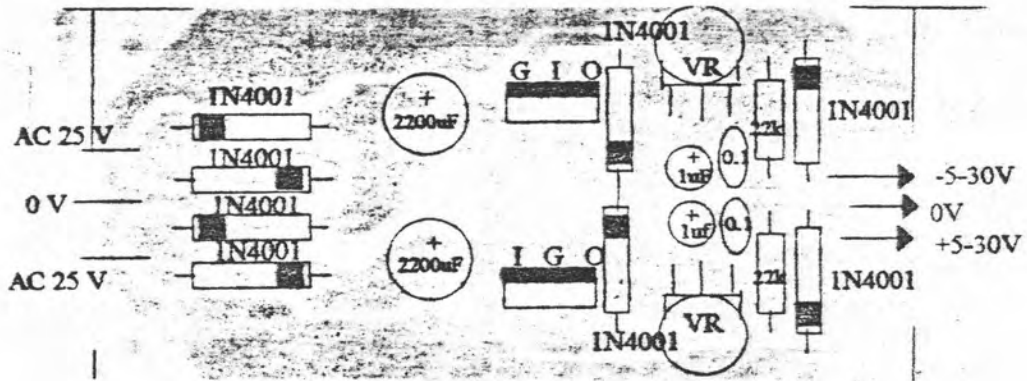 1N4001
VR
G I O
1N4001
+
2200uF
1N4001
AC 25 V
22k
1N4001
+
1uF
0.1
1N4001
-5-30V
0 V
0V
1N4001
+
1uf
0.1
+5-30V
1N4001
+
2200uF
I G O
22k
AC 25 V
1N4001
VR
1N4001